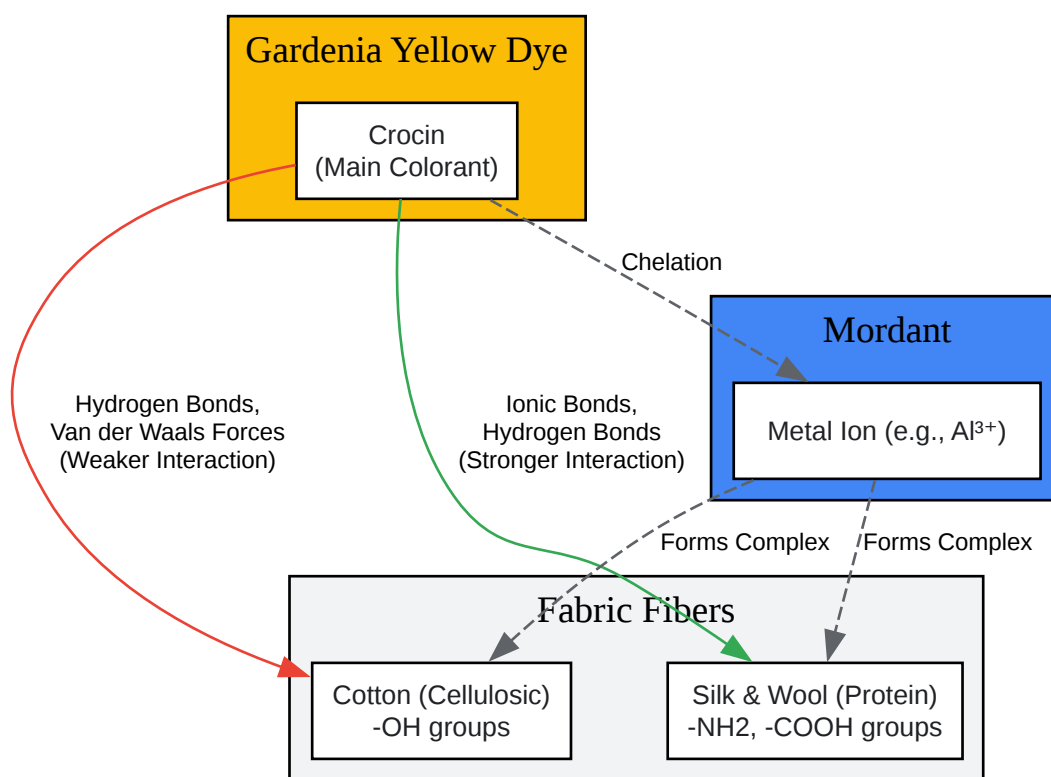 Gardenia Yellow Dye
Crocin
(Main Colorant)
Chelation
Mordant
Metal Ion (e.g., Al³⁺)
Hydrogen Bonds,
Van der Waals Forces
(Weaker Interaction)
Ionic Bonds,
Hydrogen Bonds
(Stronger Interaction)
Forms Complex
Forms Complex
Fabric Fibers
Cotton (Cellulosic)
-OH groups
Silk & Wool (Protein)
-NH2, -COOH groups